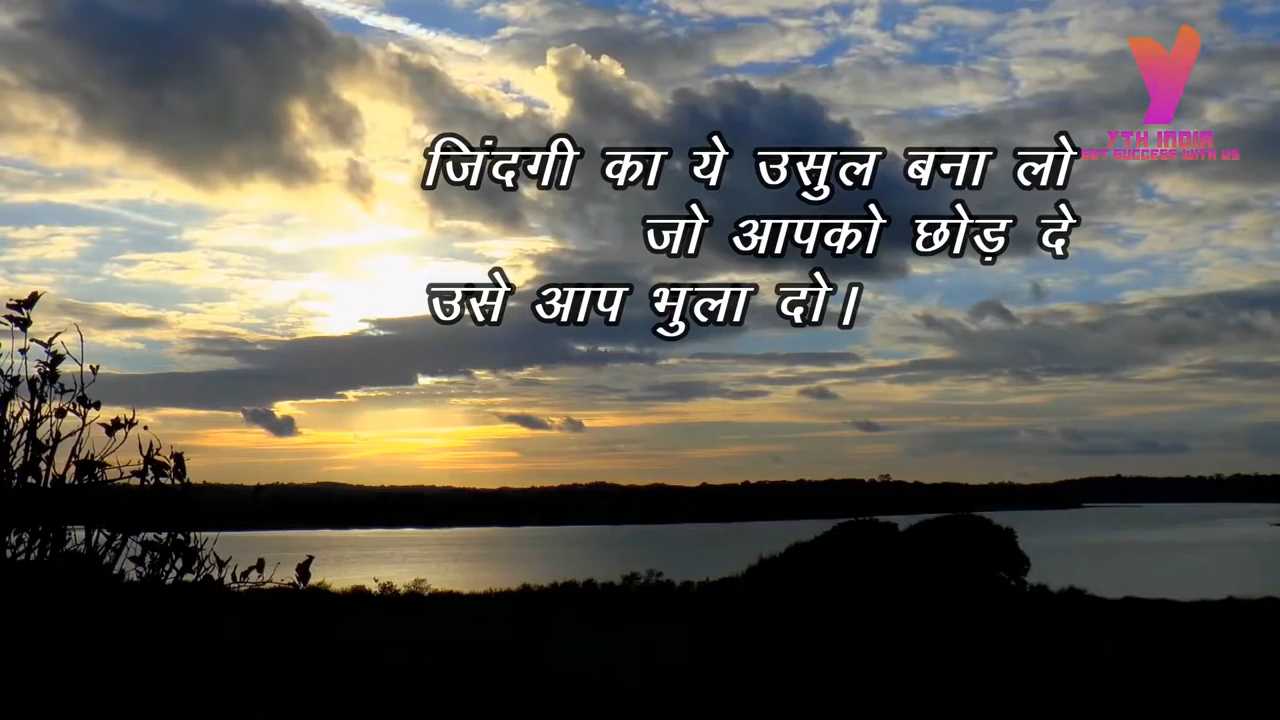 YTH INDIA
GET SUCCESS WITH US
जिंदगी का ये उसुल बना लो
जो आपको छोड़ दे
उसे आप भुला दो।